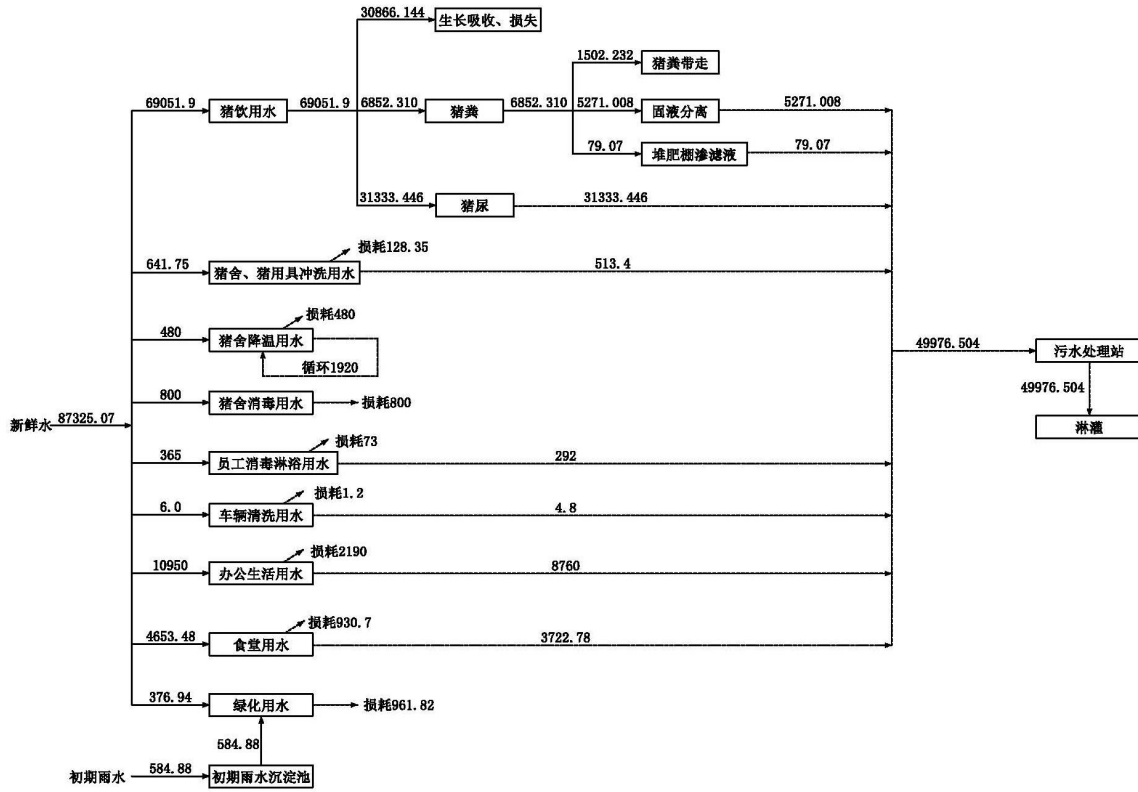 30866.144
生长吸收、损失
1502.232
猪粪带走
69051.9
猪饮用水
69051.9
6852.310
猪粪
6852.310
5271.008
固液分离
5271.008
79.07
堆肥棚渗滤液
79.07
31333.446
猪尿
31333.446
损耗128.35
641.75
猪舍、猪用具冲洗用水
513.4
损耗480
480
猪舍降温用水
循环1920
49976.504
污水处理站
49976.504
淋灌
800
猪舍消毒用水
损耗800
新鲜水
87325.07
损耗73
365
员工消毒淋浴用水
292
损耗1.2
6.0
车辆清洗用水
4.8
损耗2190
10950
办公生活用水
8760
损耗930.7
4653.48
食堂用水
3722.78
376.94
绿化用水
损耗961.82
584.88
初期雨水
584.88
初期雨水沉淀池